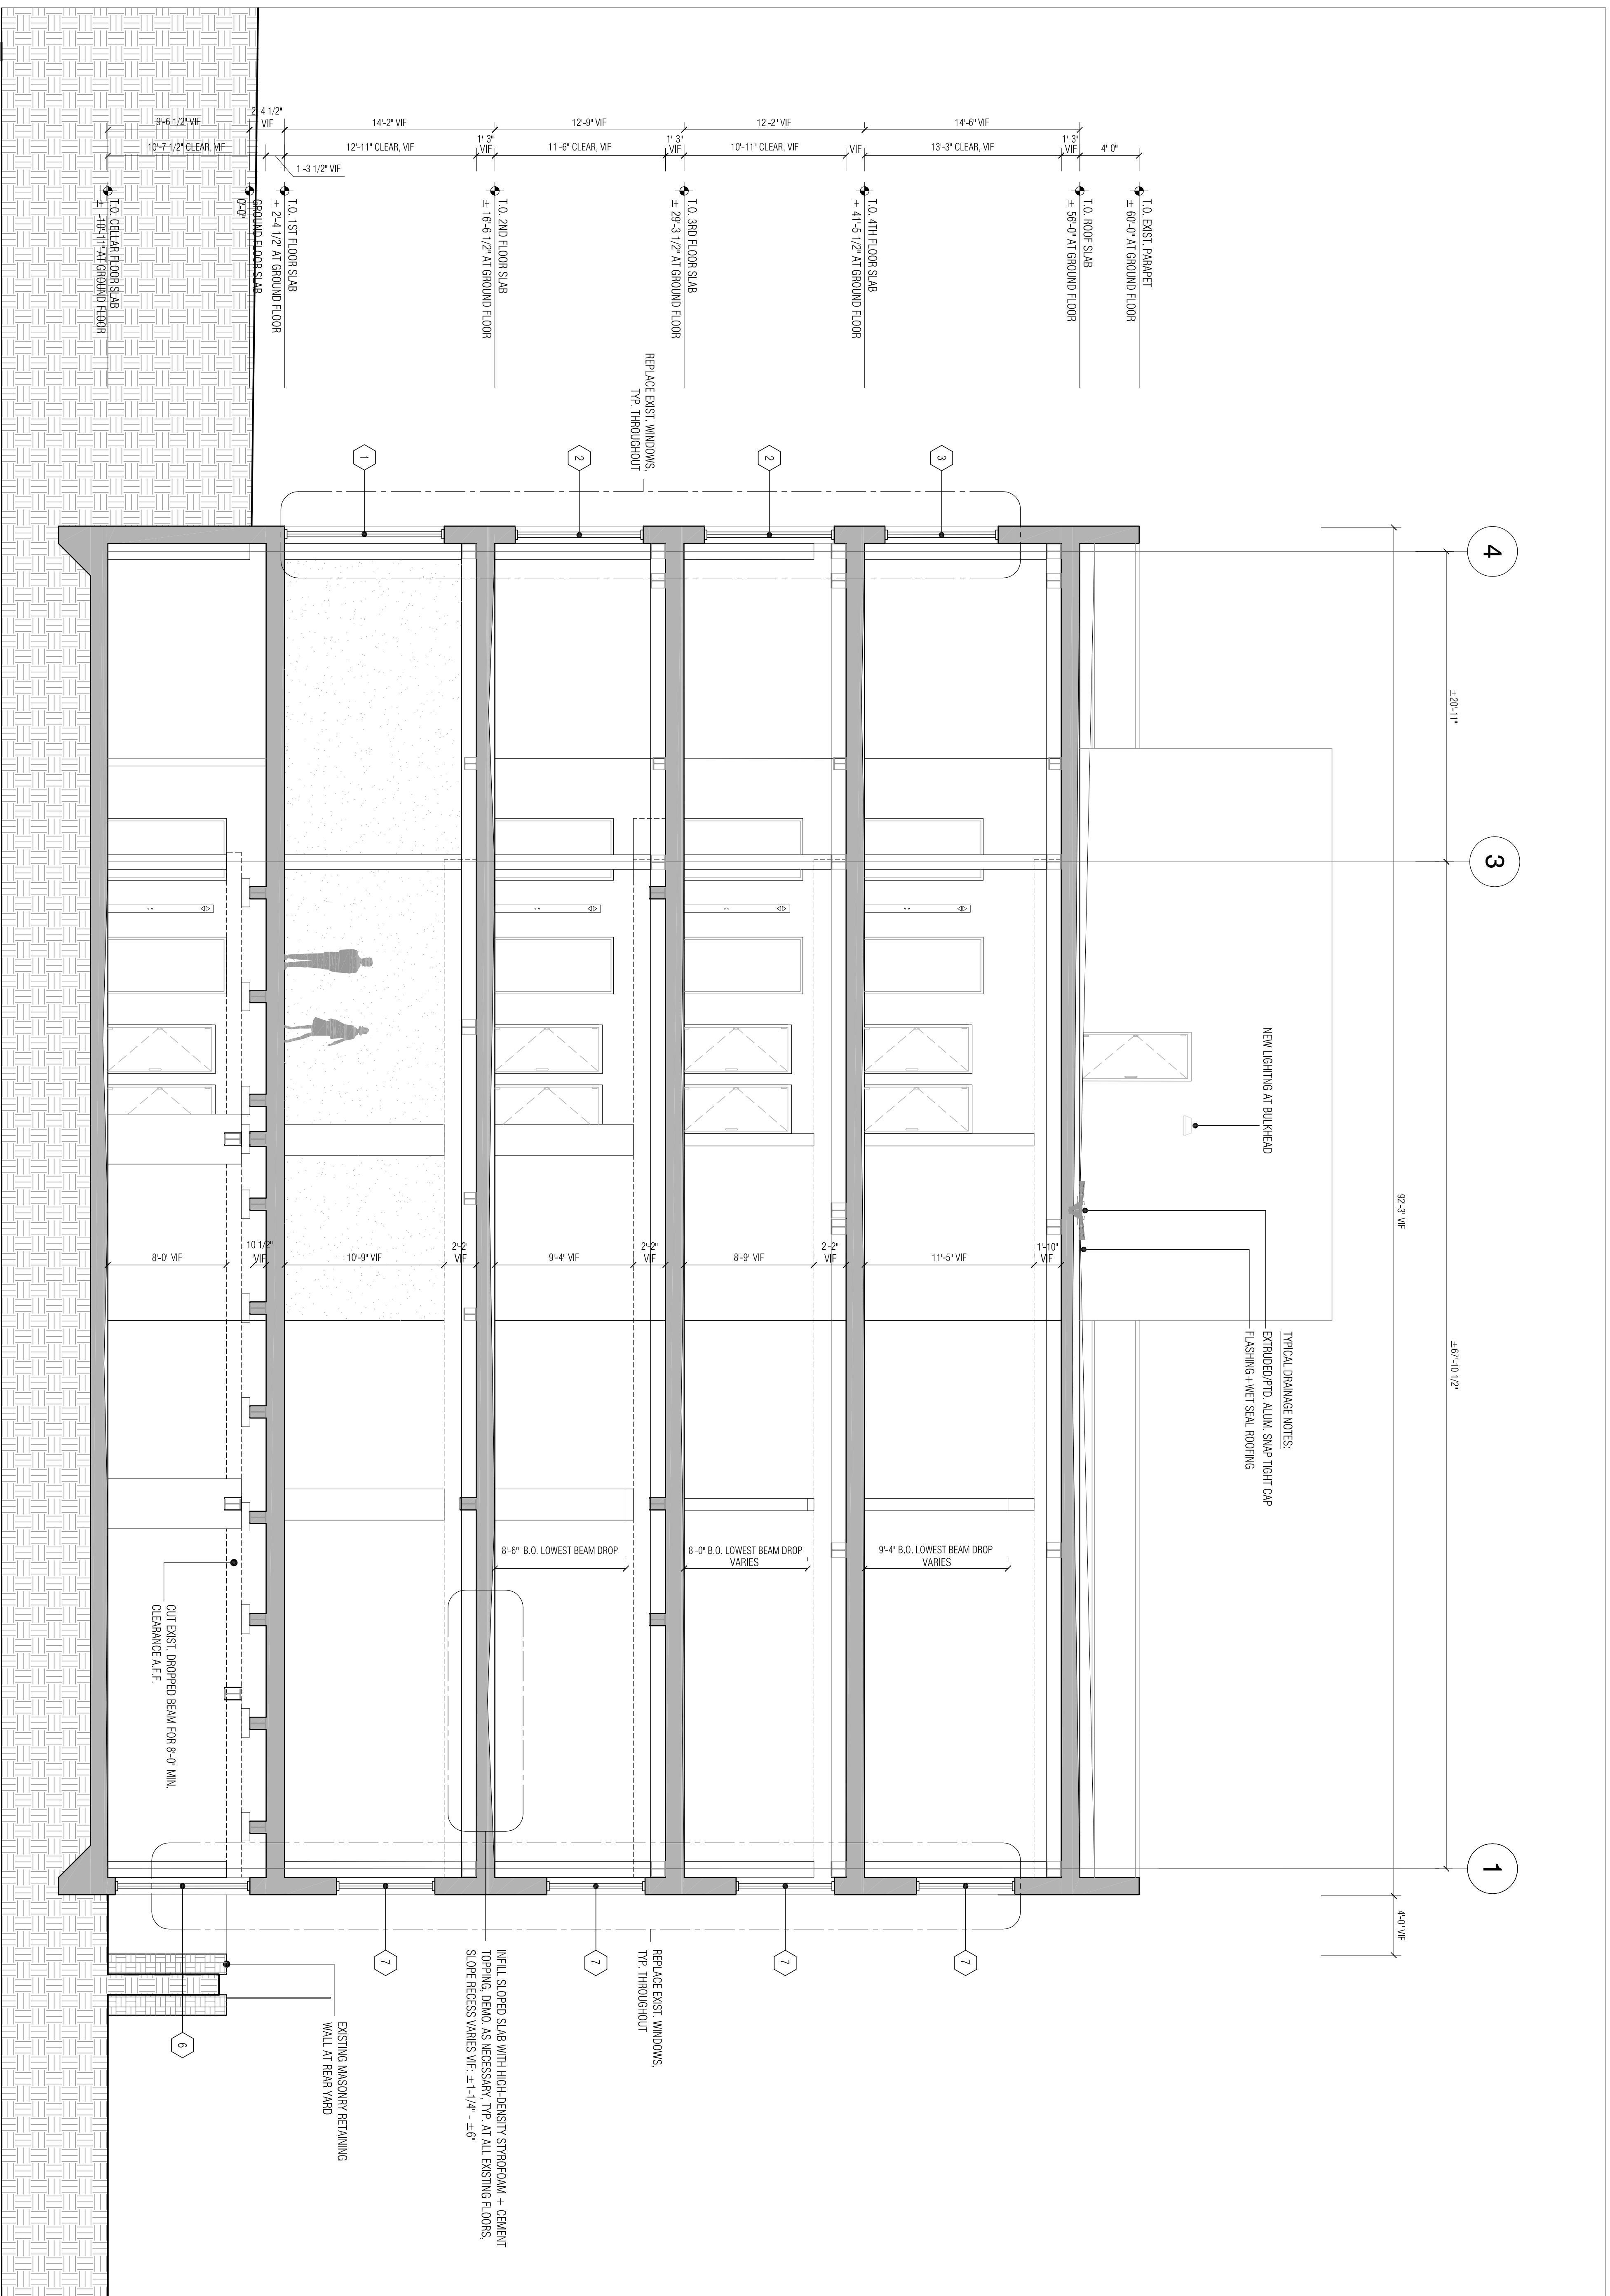 4
3
1
±20'-11"
±67'-10 1/2"
92'-3" VIF
4'-0" VIF
NEW LIGHITNG AT BULKHEAD
TYPICAL DRAINAGE NOTES:
EXTRUDED/PTD. ALUM. SNAP TIGHT CAP
FLASHING+WET SEAL ROOFING
T.O. EXIST. PARAPET
± 60'-0" AT GROUND FLOOR
T.O. ROOF SLAB
± 56'-0" AT GROUND FLOOR
T.O. 4TH FLOOR SLAB
± 41'-5 1/2" AT GROUND FLOOR
T.O. 3RD FLOOR SLAB
± 29'-3 1/2" AT GROUND FLOOR
T.O. 2ND FLOOR SLAB
± 16'-6 1/2" AT GROUND FLOOR
T.O. 1ST FLOOR SLAB
± 2'-4 1/2" AT GROUND FLOOR
GROUND FLOOR SLAB
0'-0"
T.O. CELLAR FLOOR SLAB
± -10'-11" AT GROUND FLOOR
4'-0"
1'-3"
VIF
14'-6" VIF
13'-3" CLEAR, VIF
VIF
12'-2" VIF
10'-11" CLEAR, VIF
1'-3"
VIF
12'-9" VIF
11'-6" CLEAR, VIF
1'-3"
VIF
14'-2" VIF
12'-11" CLEAR, VIF
1'-3 1/2" VIF
2'-4 1/2"
VIF
9'-6 1/2" VIF
10'-7 1/2" CLEAR, VIF
REPLACE EXIST. WINDOWS,
TYP. THROUGHOUT
3
2
2
1
1'-10"
VIF
11'-5" VIF
2'-2"
VIF
8'-9" VIF
2'-2"
VIF
9'-4" VIF
2'-2"
VIF
10'-9" VIF
10 1/2"
VIF
8'-0" VIF
9'-4" B.O. LOWEST BEAM DROP
VARIES
8'-0" B.O. LOWEST BEAM DROP
VARIES
8'-6" B.O. LOWEST BEAM DROP
CUT EXIST. DROPPED BEAM FOR 8'-0" MIN.
CLEARANCE A.F.F.
7
7
7
7
6
REPLACE EXIST. WINDOWS,
TYP. THROUGHOUT
INFILL SLOPED SLAB WITH HIGH-DENSITY STYROFOAM + CEMENT
TOPPING, DEMO. AS NECESSARY, TYP. AT ALL EXISTING FLOORS,
SLOPE RECESS VARIES VIF: ±1-1/4" - ±6"
EXISTING MASONRY RETAINING
WALL AT REAR YARD